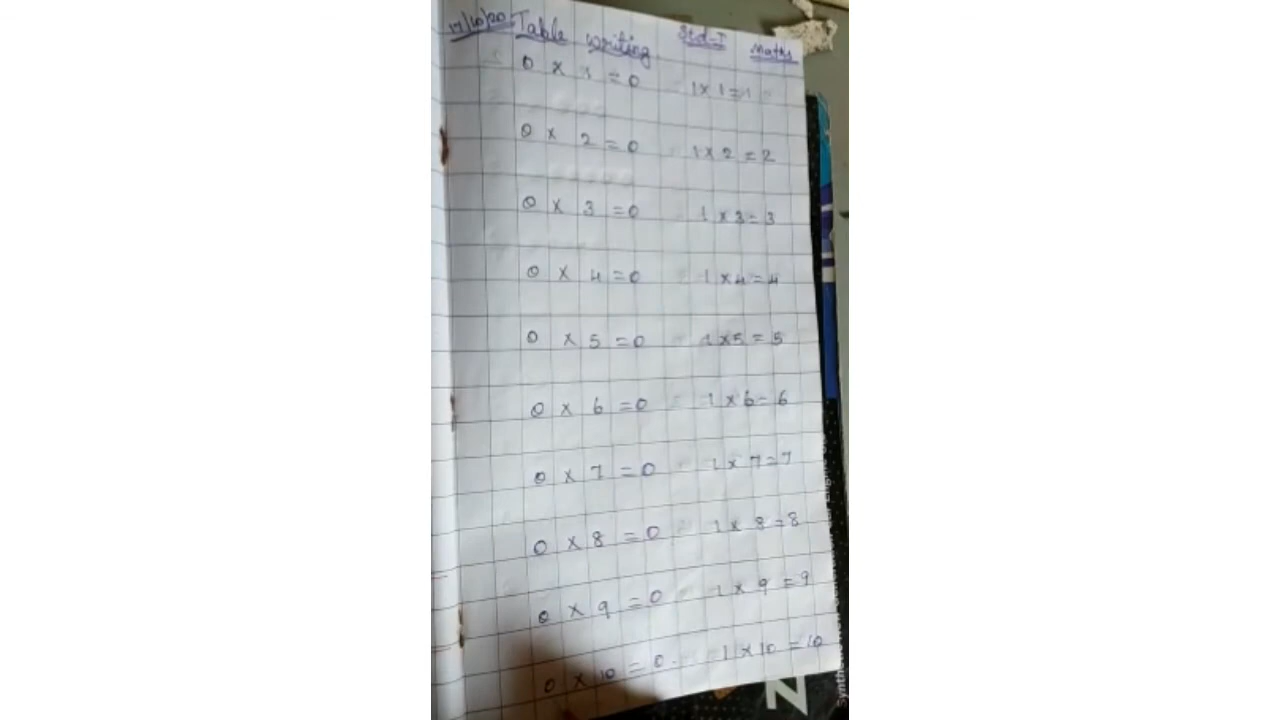 17/10/20 Table writing Std-I Maths
0 x 1 = 0 1 x 1 = 1
0 x 2 = 0 1 x 2 = 2
0 x 3 = 0 1 x 3 = 3
0 x 4 = 0 1 x 4 = 4
0 x 5 = 0 1 x 5 = 5
0 x 6 = 0 1 x 6 = 6
0 x 7 = 0 1 x 7 = 7
0 x 8 = 0 1 x 8 = 8
0 x 9 = 0 1 x 9 = 9
0 x 10 = 0. 1 x 10 = 10